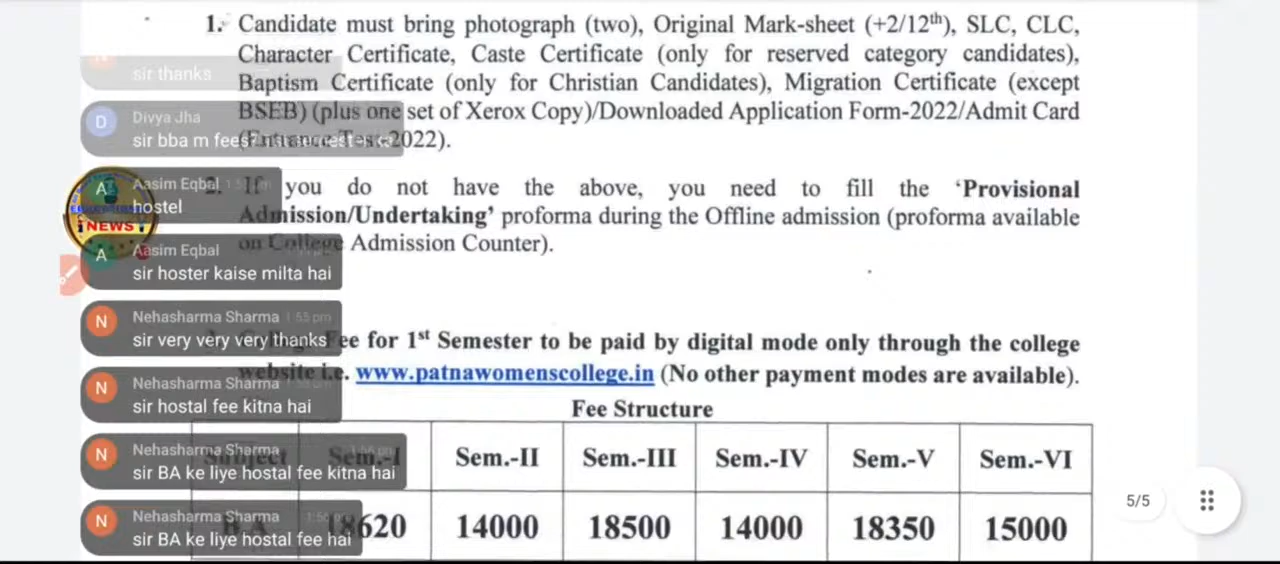 1. Candidate must bring photograph (two), Original Mark-sheet (+2/12th), SLC, CLC,
Character Certificate, Caste Certificate (only for reserved category candidates),
Baptism Certificate (only for Christian Candidates), Migration Certificate (except
BSEB) (plus one set of Xerox Copy)/Downloaded Application Form-2022/Admit Card
2022).
2. If you do not have the above, you need to fill the ‘Provisional
Admission/Undertaking’ proforma during the Offline admission (proforma available
on College Admission Counter).
Fee for 1st Semester to be paid by digital mode only through the college
website i.e. www.patnawomenscollege.in (No other payment modes are available).
Fee Structure
Subject Sem.-I Sem.-II Sem.-III Sem.-IV Sem.-V Sem.-VI
18620 14000 18500 14000 18350 15000
sir thanks
D Divya Jha
sir bba m fees?
A Aasim Eqbal
hostel
NEWS
A Aasim Eqbal
sir hoster kaise milta hai
N Nehasharma Sharma 1:55 pm
sir very very very thanks
N Nehasharma Sharma
sir hostal fee kitna hai
N Nehasharma Sharma 1:56 pm
sir BA ke liye hostal fee kitna hai
N Nehasharma Sharma
sir BA ke liye hostal fee hai
5/5